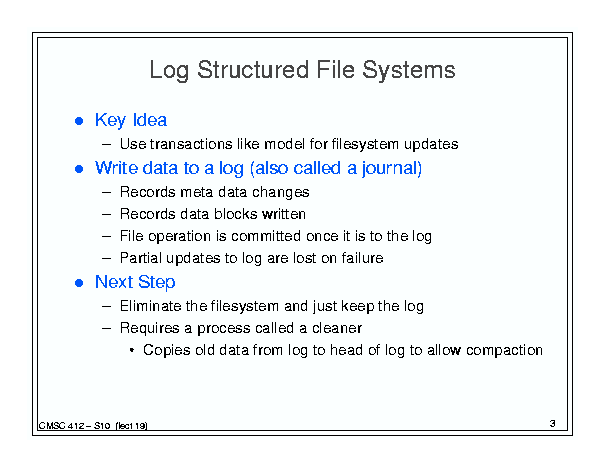 Log Structured File Systems
● Key Idea
– Use transactions like model for filesystem updates
● Write data to a log (also called a journal)
– Records meta data changes
– Records data blocks written
– File operation is committed once it is to the log
– Partial updates to log are lost on failure
● Next Step
– Eliminate the filesystem and just keep the log
– Requires a process called a cleaner
• Copies old data from log to head of log to allow compaction
CMSC 412 – S10 (lect 19)
3